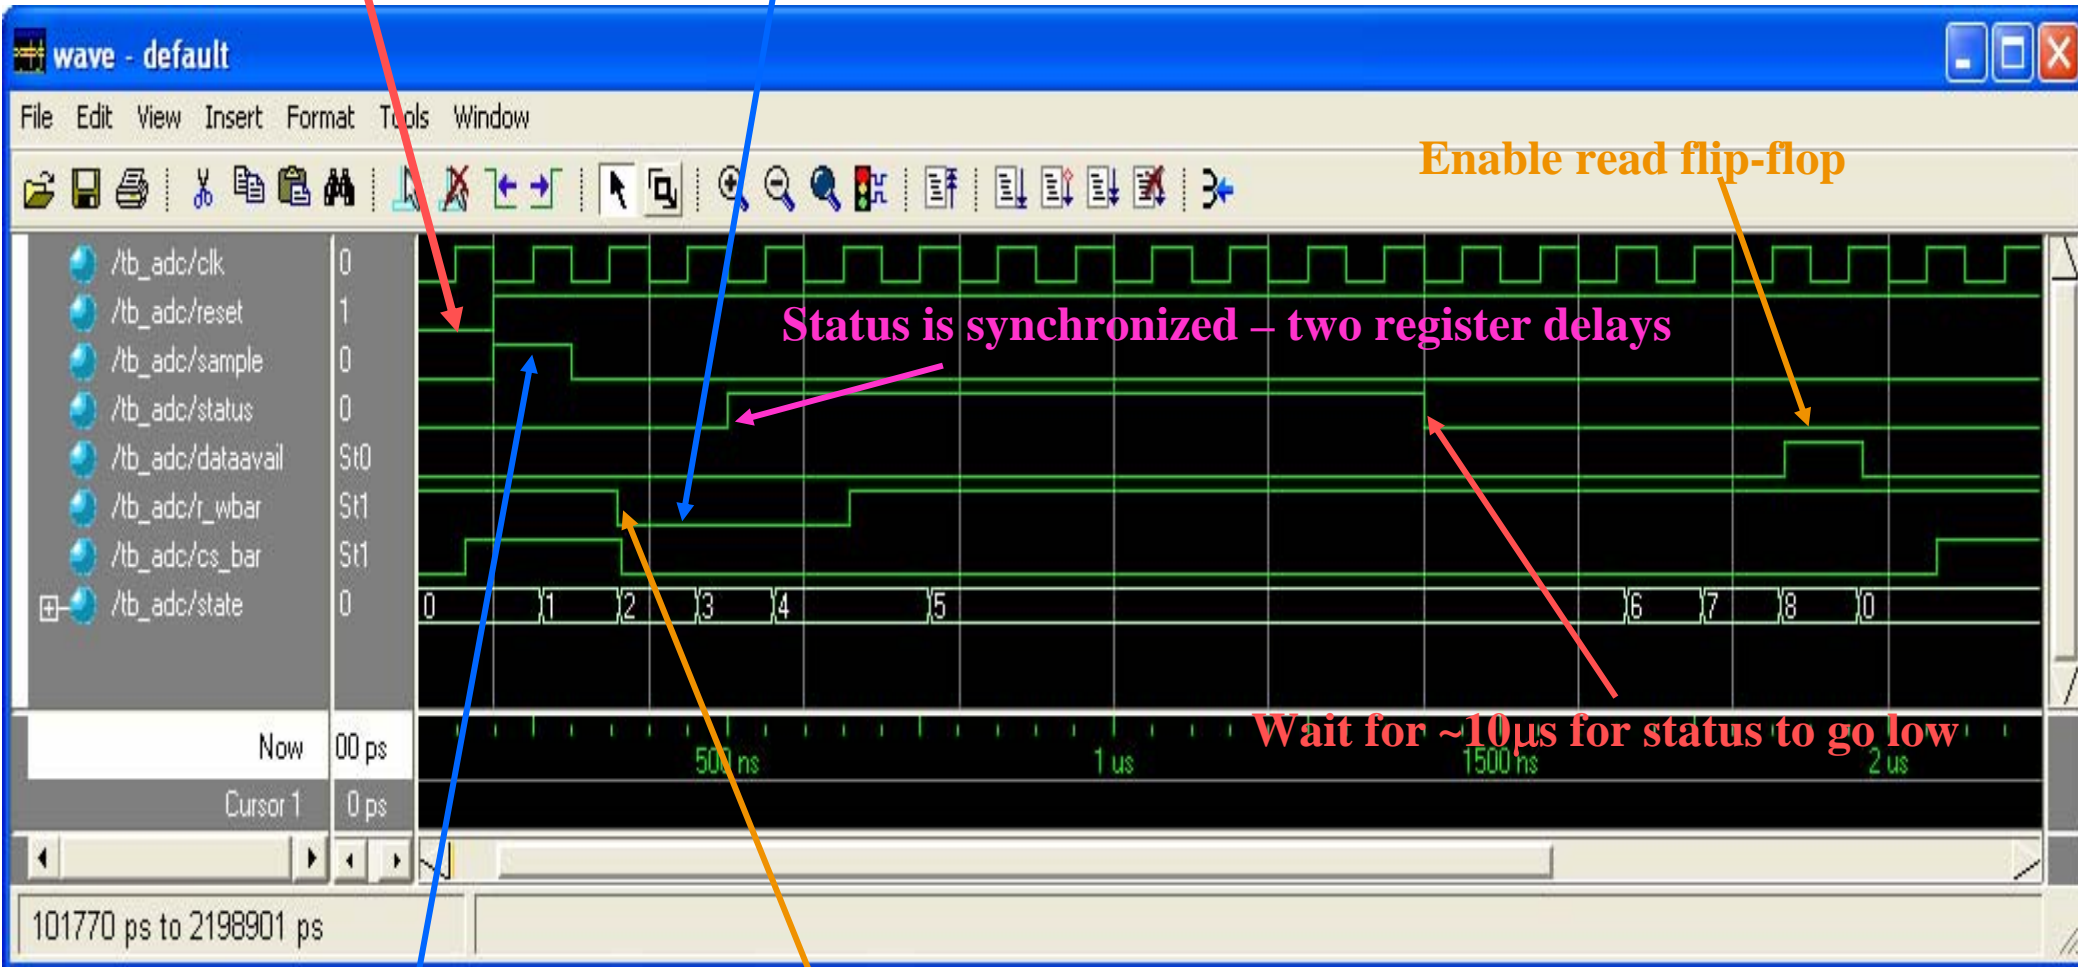 wave - default
File Edit View Insert Format Tools Window
Enable read flip-flop
/tb_adc/clk 0
/tb_adc/reset 1
Status is synchronized – two register delays
/tb_adc/sample 0
/tb_adc/status 0
/tb_adc/dataavail St0
/tb_adc/r_wbar St1
/tb_adc/cs_bar St1
/tb_adc/state 0 0 1 2 3 4 5 6 7 8 0
Wait for ~10µs for status to go low
Now 00 ps 500 ns 1 us 1500 ns 2 us
Cursor 1 0 ps
101770 ps to 2198901 ps